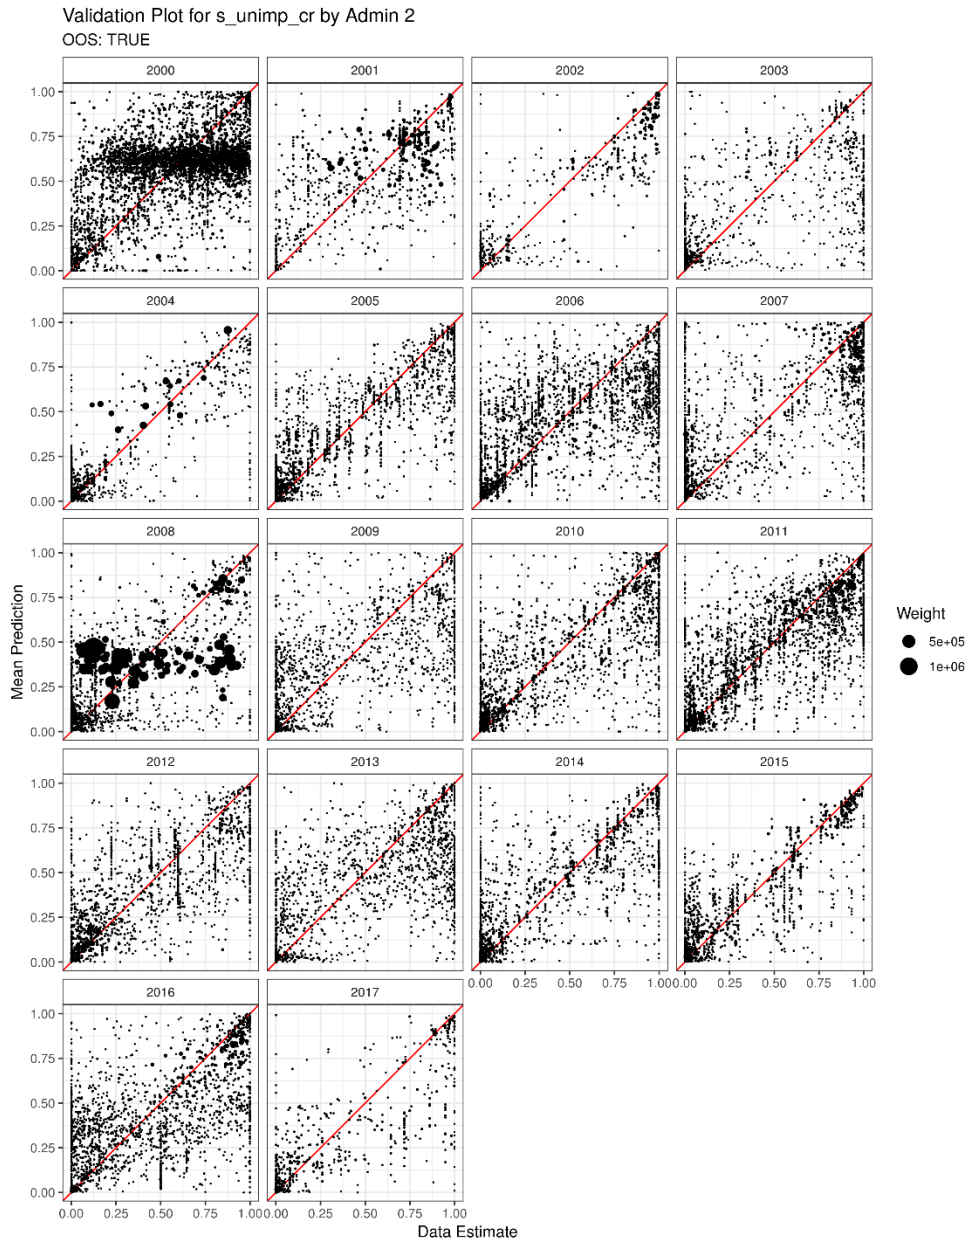 Validation Plot for s_unimp_cr by Admin 2
OOS: TRUE
2000 2001 2002 2003
1.00
0.75
0.50
0.25
0.00
2004 2005 2006 2007
1.00
0.75
0.50
0.25
0.00
2008 2009 2010 2011
1.00
0.75
0.50
0.25
0.00
Mean Prediction
Weight
5e+05
1e+06
2012 2013 2014 2015
1.00
0.75
0.50
0.25
0.00
0.00 0.25 0.50 0.75 1.00 0.00 0.25 0.50 0.75 1.00
2016 2017
1.00
0.75
0.50
0.25
0.00
0.00 0.25 0.50 0.75 1.00 0.00 0.25 0.50 0.75 1.00
Data Estimate